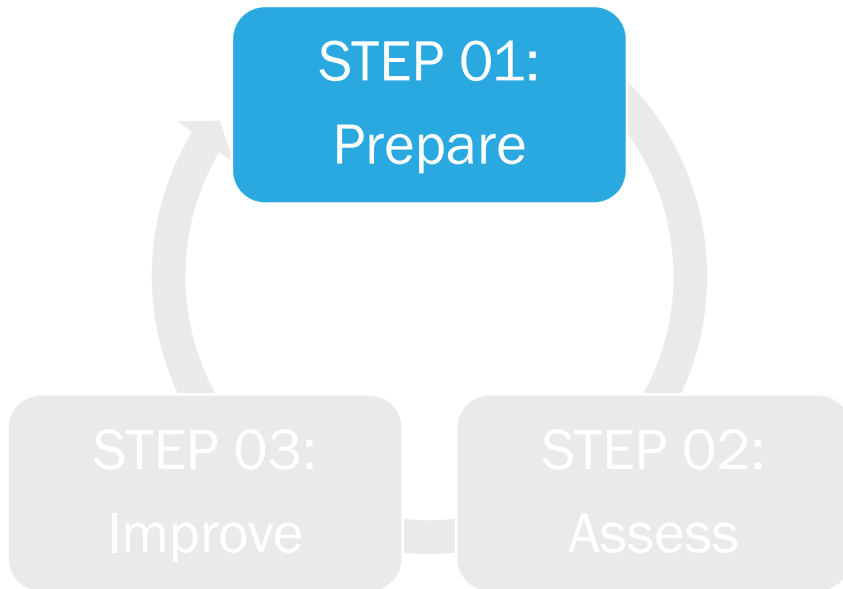 STEP 01:
Prepare
STEP 03:
Improve
STEP 02:
Assess